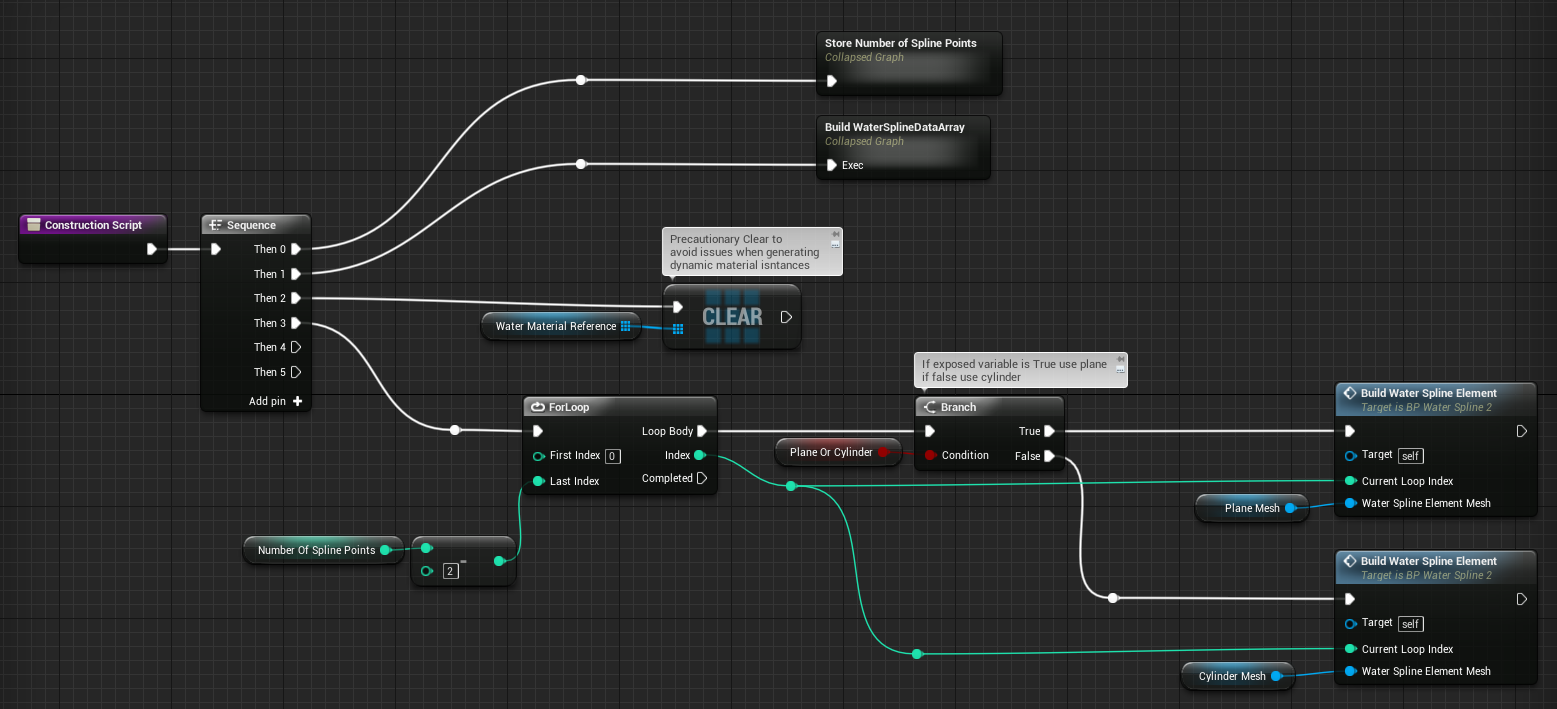 Store Number of Spline Points
Collapsed Graph
Build WaterSplineDataArray
Collapsed Graph
Exec
Construction Script
Sequence
Then 0
Then 1
Then 2
Then 3
Then 4
Then 5
Add pin
Precautionary Clear to
avoid issues when generating
dynamic material isntances
Water Material Reference
CLEAR
ForLoop
Loop Body
First Index 0
Index
Last Index
Completed
Number Of Spline Points
-
2
If exposed variable is True use plane
if false use cylinder
Plane Or Cylinder
Branch
True
Condition
False
Build Water Spline Element
Target is BP Water Spline 2
Target self
Current Loop Index
Water Spline Element Mesh
Plane Mesh
Build Water Spline Element
Target is BP Water Spline 2
Target self
Current Loop Index
Water Spline Element Mesh
Cylinder Mesh